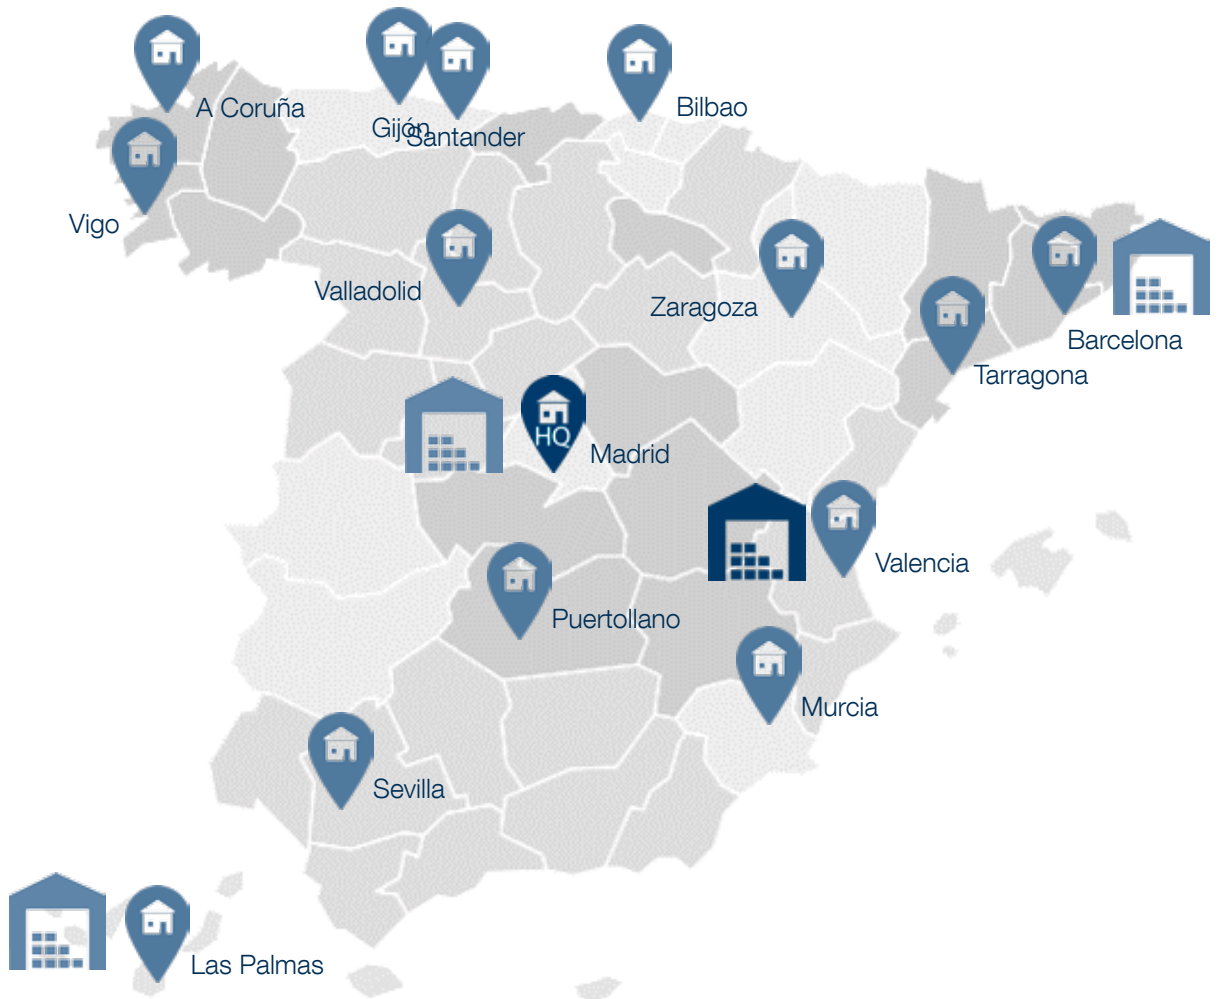 A Coruña
Gijón
Santander
Bilbao
Vigo
Valladolid
Zaragoza
Barcelona
Tarragona
HQ
Madrid
Valencia
Puertollano
Murcia
Sevilla
Las Palmas